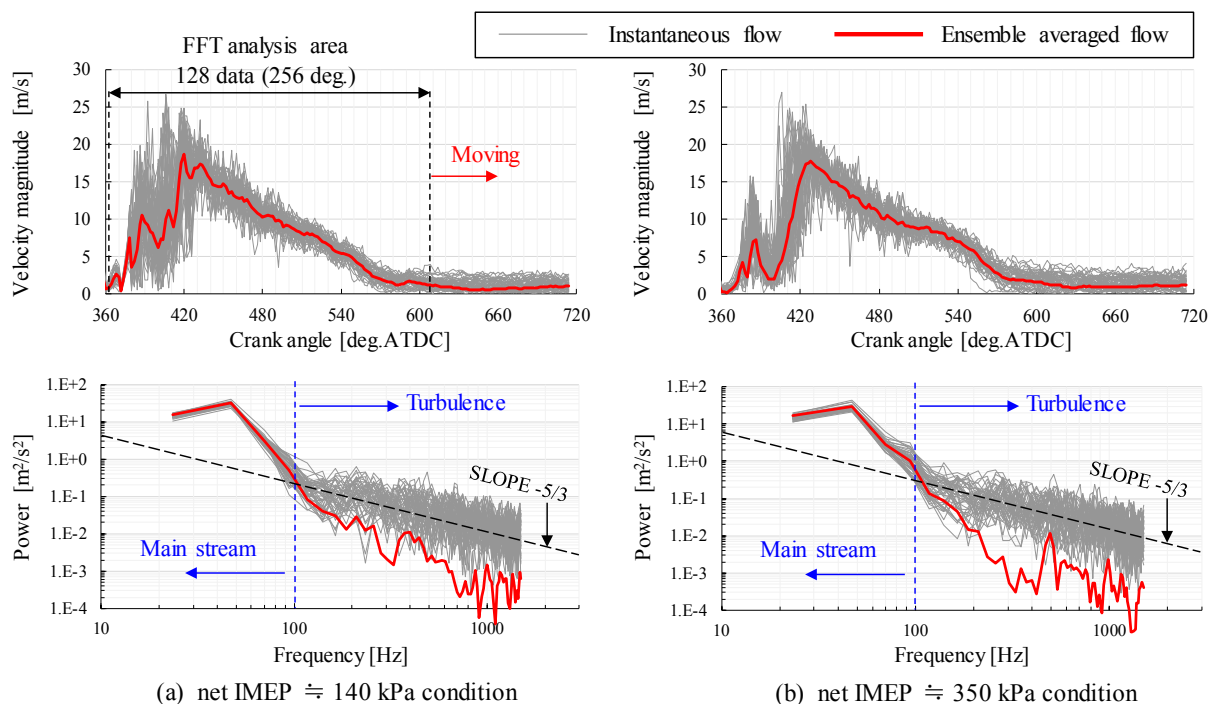 FFT analysis area
128 data (256 deg.)
Instantaneous flow
Ensemble averaged flow
Velocity magnitude [m/s]
30
25
20
15
10
5
0
Moving
360
420
480
540
600
660
720
Crank angle [deg.ATDC]
Velocity magnitude [m/s]
30
25
20
15
10
5
0
360
420
480
540
600
660
720
Crank angle [deg.ATDC]
Power [m²/s²]
1.E+2
1.E+1
1.E+0
1.E-1
1.E-2
1.E-3
1.E-4
Turbulence
SLOPE -5/3
Main stream
10
100
1000
Frequency [Hz]
(a) net IMEP ≒ 140 kPa condition
Power [m²/s²]
1.E+2
1.E+1
1.E+0
1.E-1
1.E-2
1.E-3
1.E-4
Turbulence
SLOPE -5/3
Main stream
10
100
1000
Frequency [Hz]
(b) net IMEP ≒ 350 kPa condition